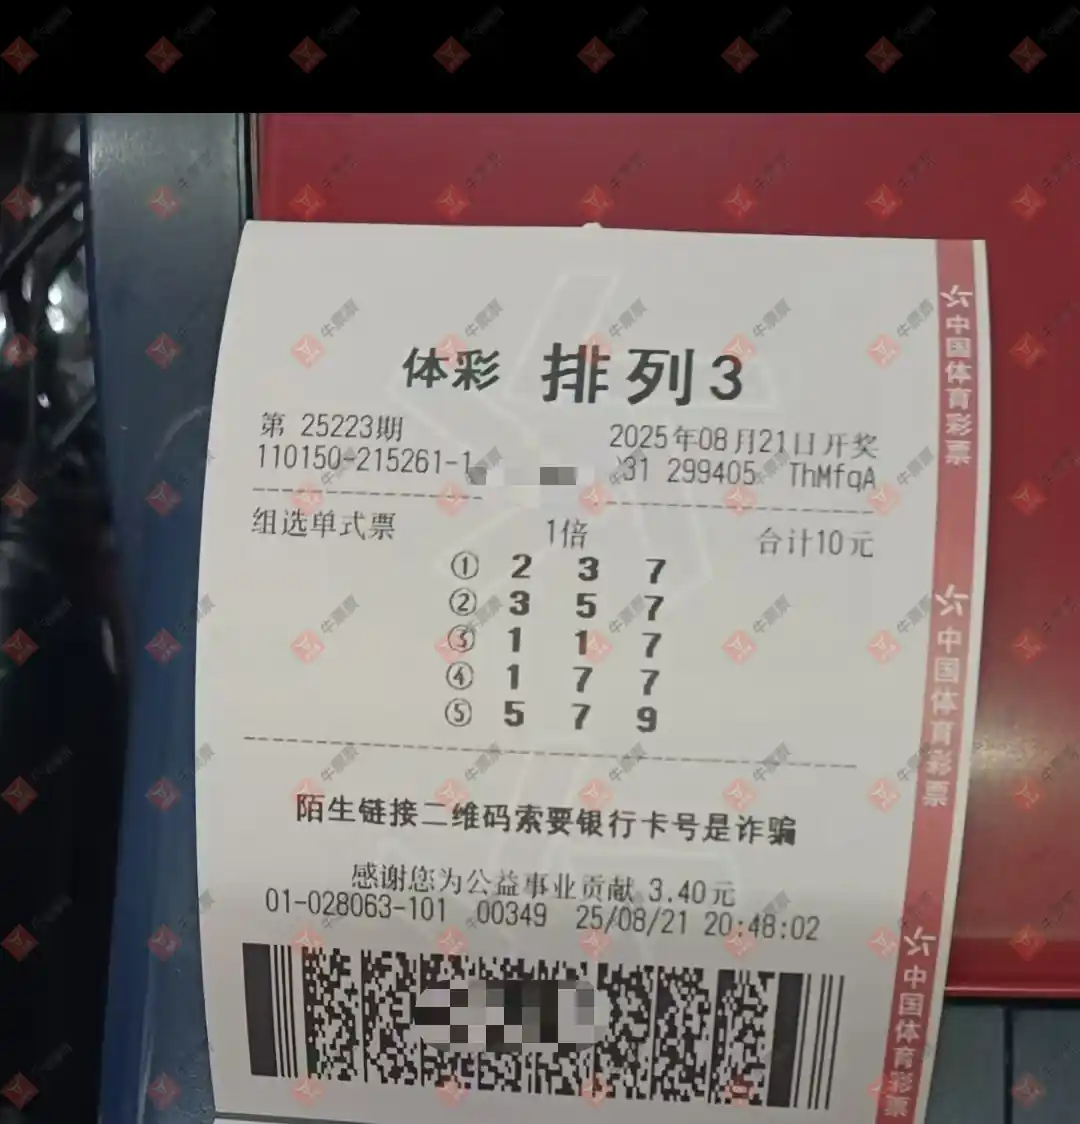 体彩 排列3
第 25223期 2025年08月21日开奖
110150-215261-1 31 299405 ThMfqA
组选单式票 1倍 合计10元
① 2 3 7
② 3 5 7
③ 1 1 7
④ 1 7 7
⑤ 5 7 9
陌生链接二维码索要银行卡号是诈骗
感谢您为公益事业贡献 3.40元
01-028063-101 00349 25/08/21 20:48:02
中国体育彩票
中国体育彩票
中国体育彩票
牛票票